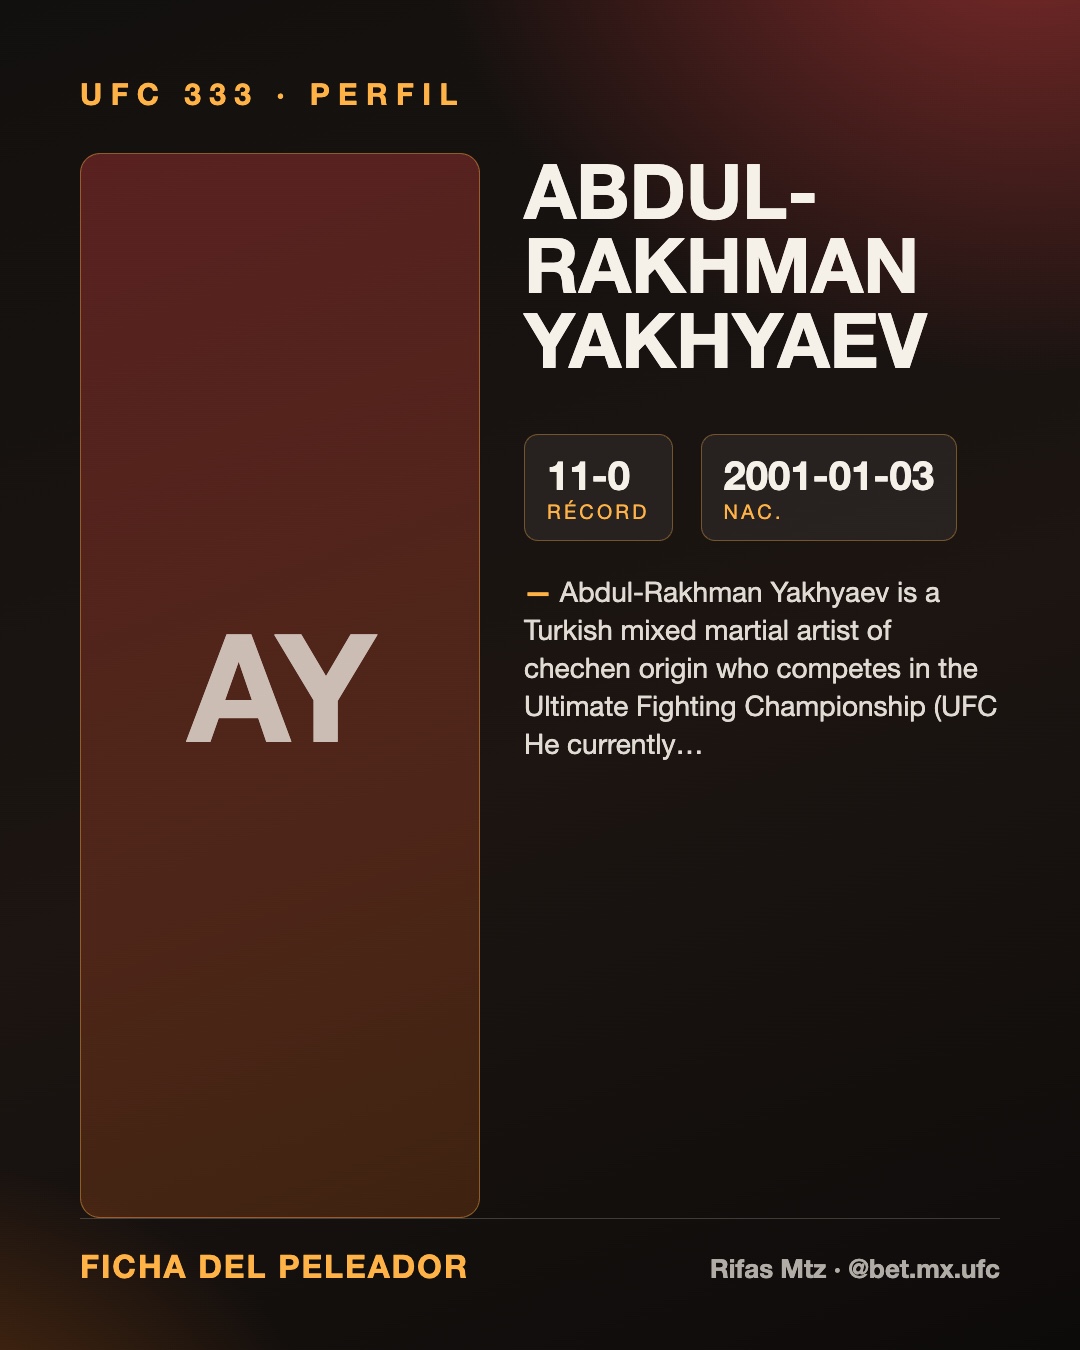 UFC 333 · PERFIL
ABDUL-
RAKHMAN
YAKHYAEV
11-0
RÉCORD
2001-01-03
NAC.
— Abdul-Rakhman Yakhyaev is a
Turkish mixed martial artist of
chechen origin who competes in the
Ultimate Fighting Championship (UFC
He currently…
AY
FICHA DEL PELEADOR
Rifas Mtz · @bet.mx.ufc